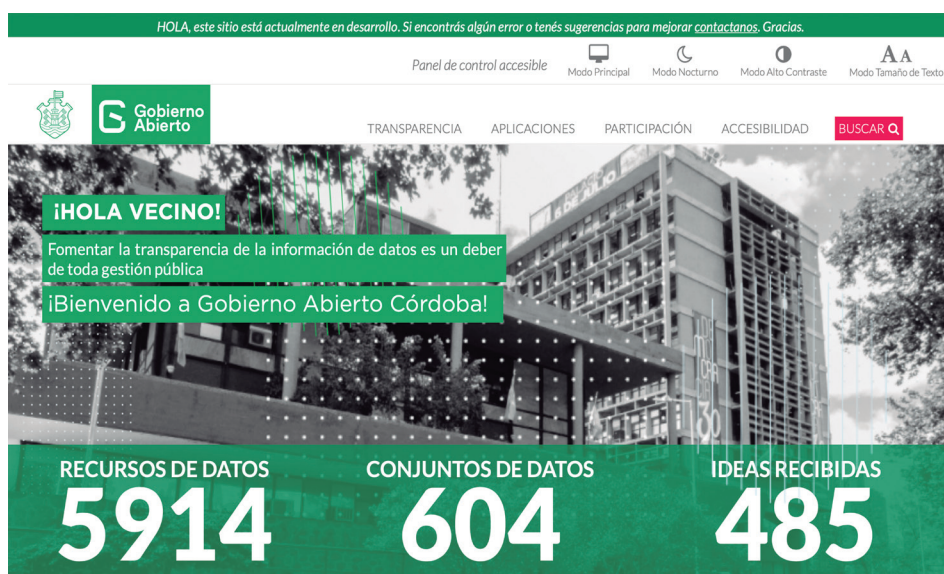 HOLA, este sitio está actualmente en desarrollo. Si encontrás algún error o tenés sugerencias para mejorar contactanos. Gracias.
Panel de control accesible
Modo Principal
Modo Nocturno
Modo Alto Contraste
AA
Modo Tamaño de Texto
G Gobierno
Abierto
TRANSPARENCIA
APLICACIONES
PARTICIPACIÓN
ACCESIBILIDAD
BUSCAR
¡HOLA VECINO!
Fomentar la transparencia de la información de datos es un deber
de toda gestión pública
¡Bienvenido a Gobierno Abierto Córdoba!
RECURSOS DE DATOS
5914
CONJUNTOS DE DATOS
604
IDEAS RECIBIDAS
485